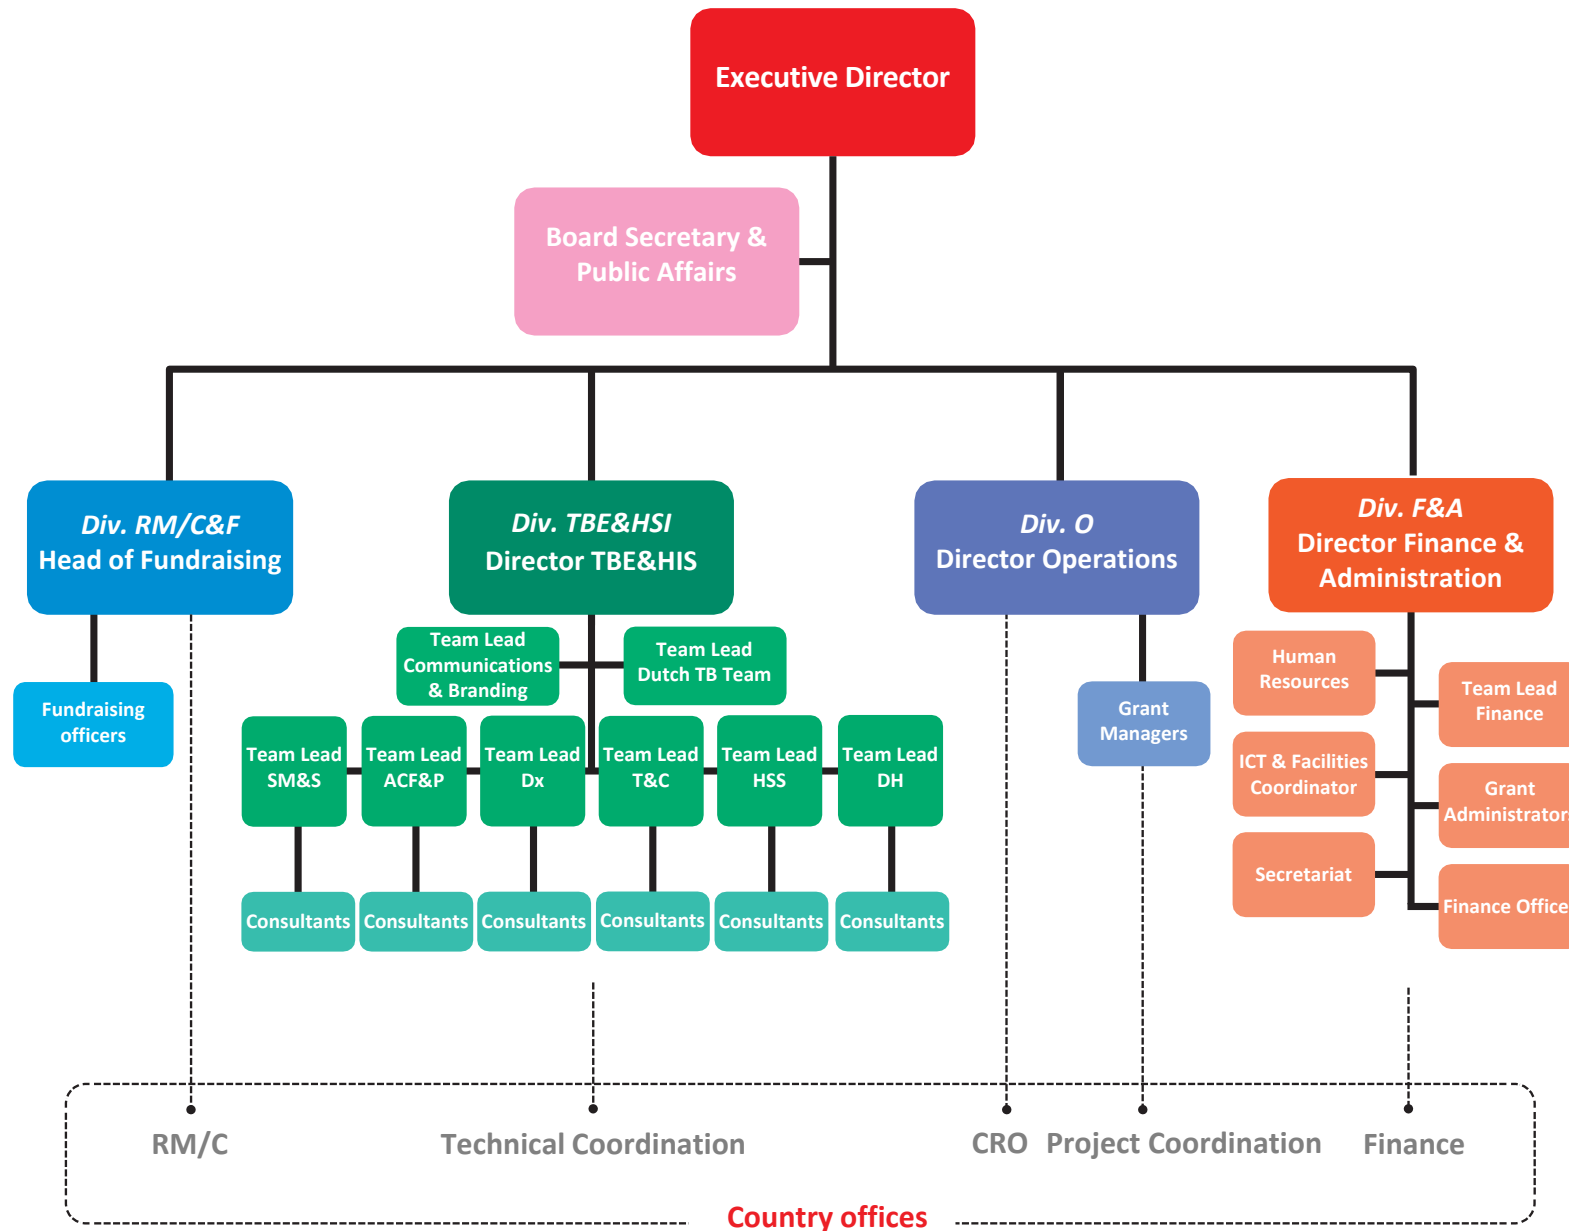 Executive Director
Board Secretary &
Public Affairs
Div. RM/C&F
Head of Fundraising
Div. TBE&HSI
Director TBE&HIS
Div. O
Director Operations
Div. F&A
Director Finance &
Administration
Fundraising
officers
Team Lead
Communications
& Branding
Team Lead
Dutch TB Team
Team Lead
SM&S
Team Lead
ACF&P
Team Lead
Dx
Team Lead
T&C
Team Lead
HSS
Team Lead
DH
Consultants
Consultants
Consultants
Consultants
Consultants
Consultants
Grant
Managers
Human
Resources
Team Lead
Finance
ICT & Facilities
Coordinator
Grant
Administrators
Secretariat
Finance Office
RM/C
Technical Coordination
CRO
Project Coordination
Finance
Country offices